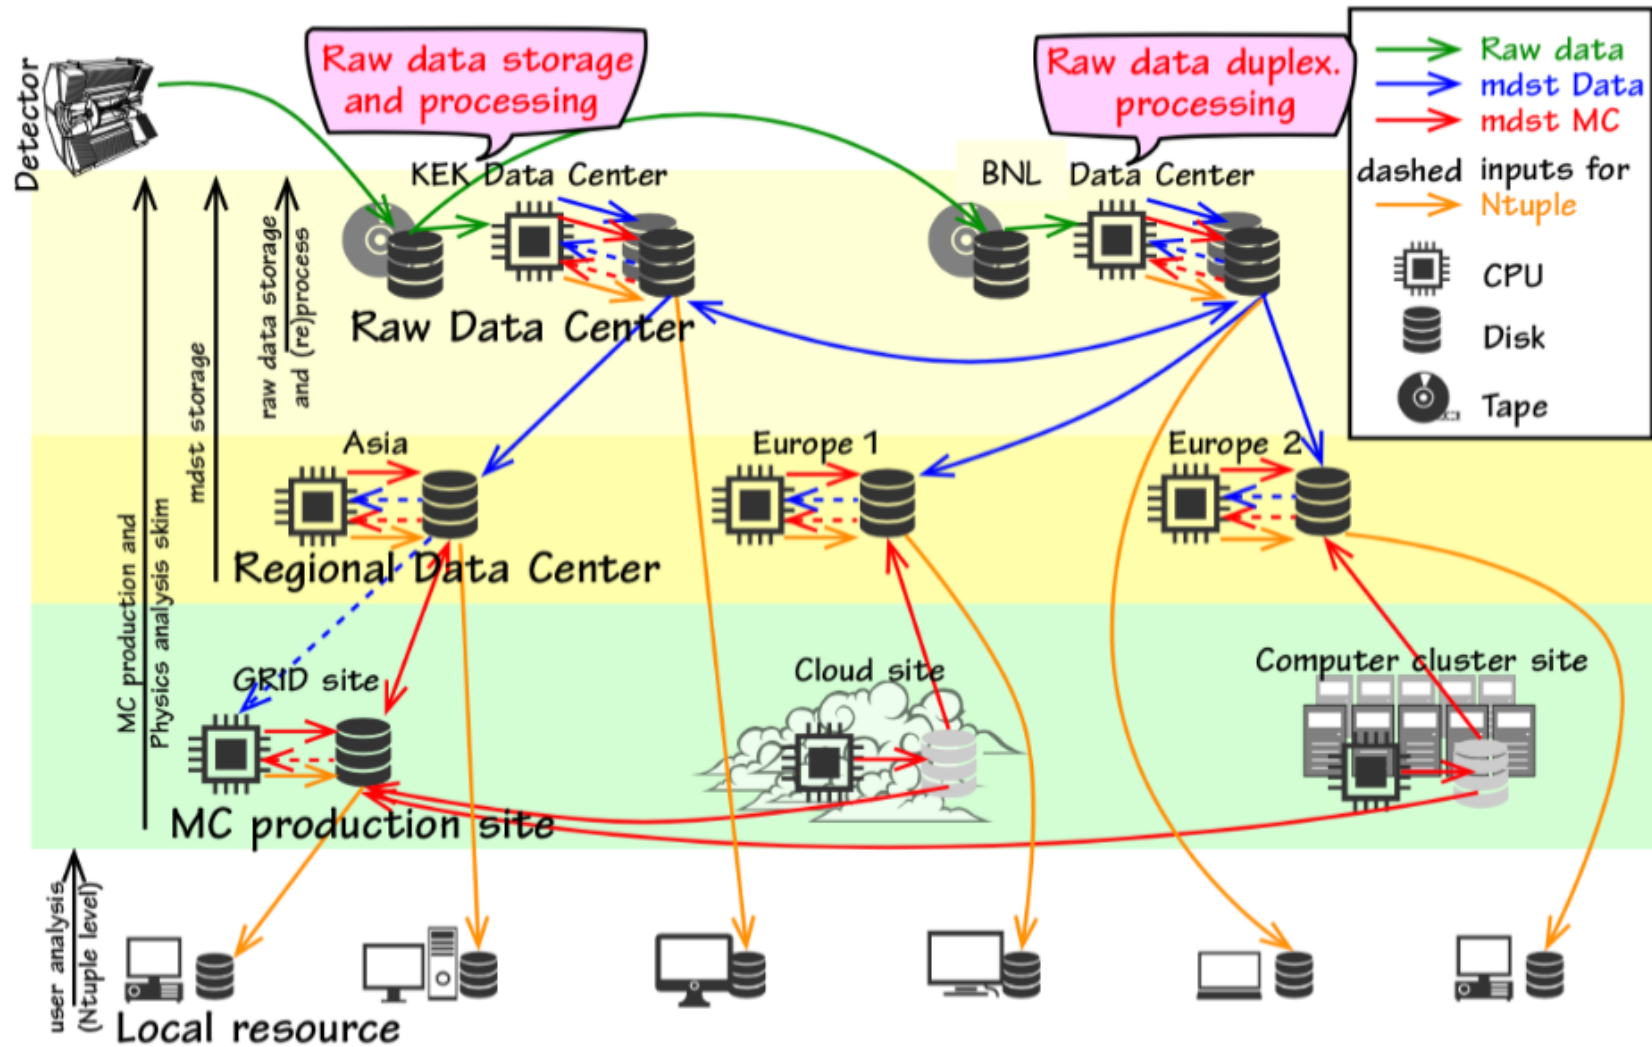 Detector
Raw data storage
and processing
Raw data duplex.
processing
Raw data
mdst Data
mdst MC
dashed inputs for
Ntuple
CPU
Disk
Tape
KEK Data Center
BNL Data Center
raw data storage
and (re)process
mdst storage
MC production and
Physics analysis skim
Raw Data Center
Asia
Europe 1
Europe 2
Regional Data Center
GRID site
Cloud site
Computer cluster site
MC production site
user analysis
(Ntuple level)
Local resource